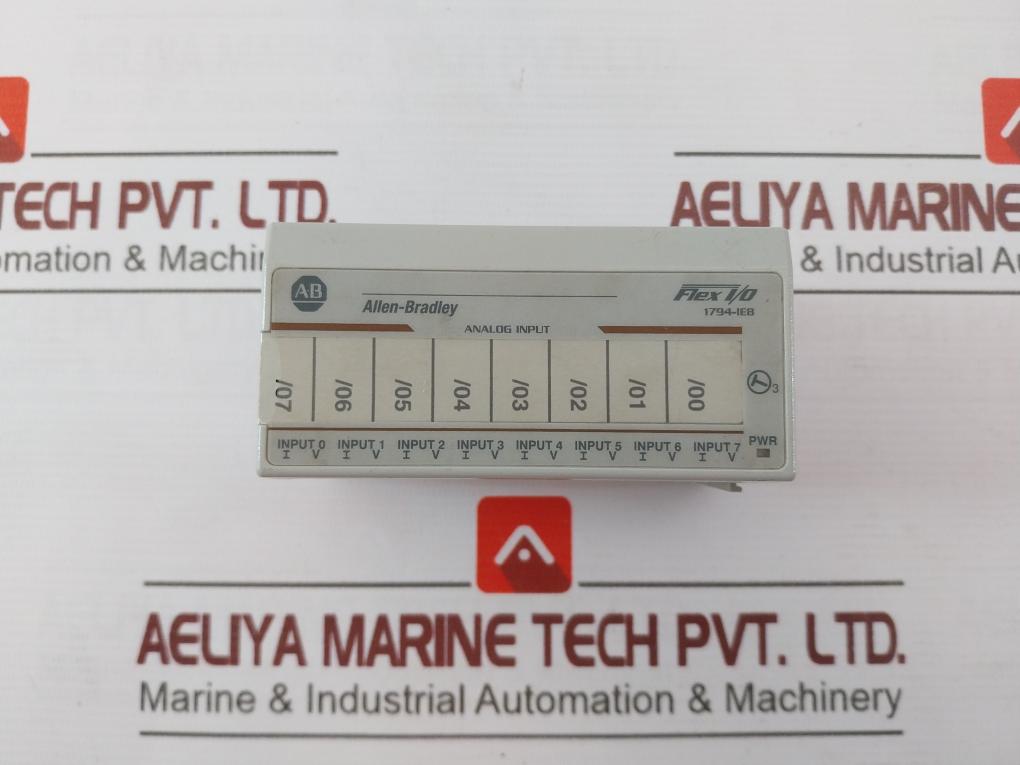 TECH PVT. LTD.
omation & Machin
AELIYA MARINE
& Industrial Au
AB
Allen-Bradley
Flex I/O
1794-IE8
ANALOG INPUT
/07 /06 /05 /04 /03 /02 /01 /00
3
INPUT 0 INPUT 1 INPUT 2 INPUT 3 INPUT 4 INPUT 5 INPUT 6 INPUT 7 PWR
I V I V I V I V I V I V I V I V
AELIYA MARINE TECH PVT. LTD.
Marine & Industrial Automation & Machinery